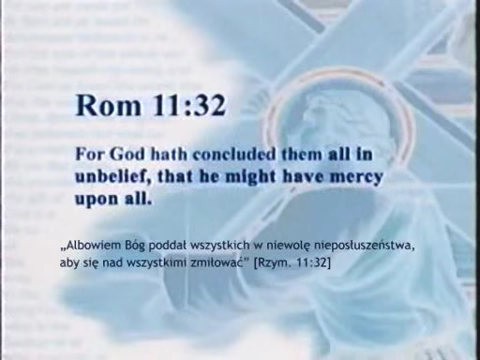 Rom 11:32
For God hath concluded them all in
unbelief, that he might have mercy
upon all.
„Albowiem Bóg poddał wszystkich w niewolę nieposłuszeństwa,
aby się nad wszystkimi zmiłować” [Rzym. 11:32]